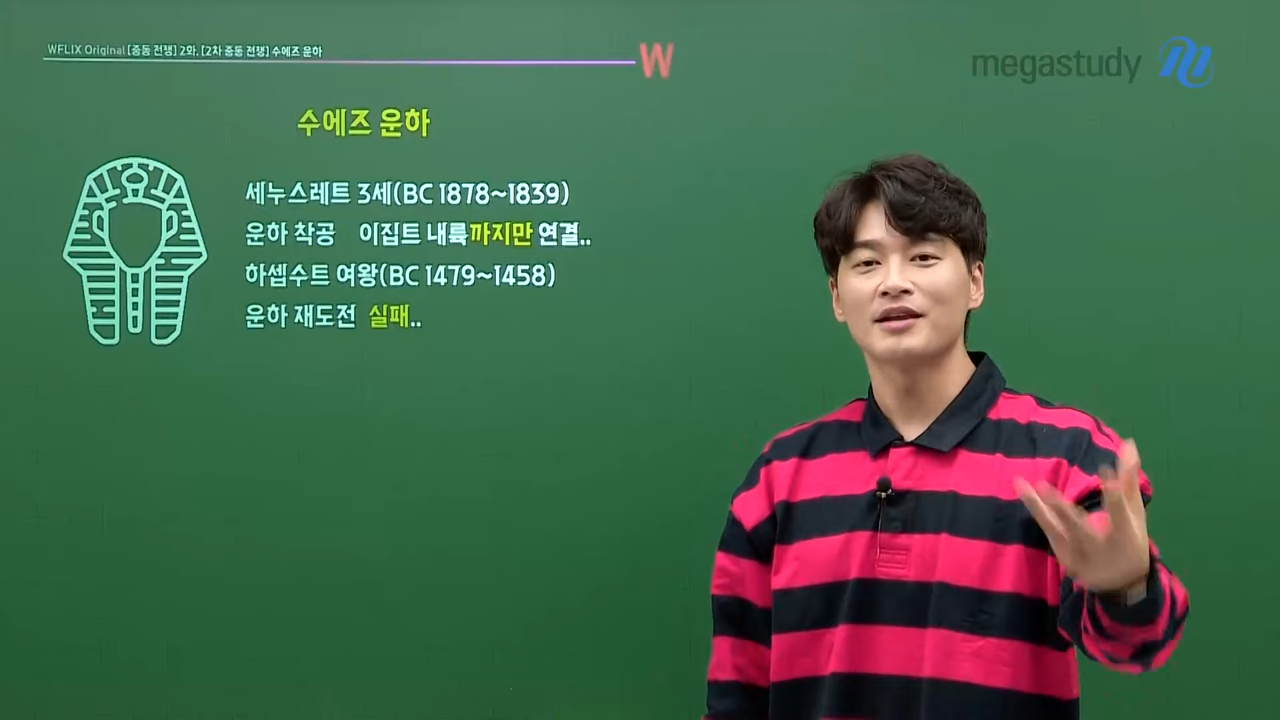 WFLIX Original [중동 전쟁] 2화. [2차 중동 전쟁] 수에즈 운하
W
megastudy
수에즈 운하
세누스레트 3세(BC 1878~1839)
운하 착공 이집트 내륙까지만 연결..
하셉수트 여왕(BC 1479~1458)
운하 재도전 실패..